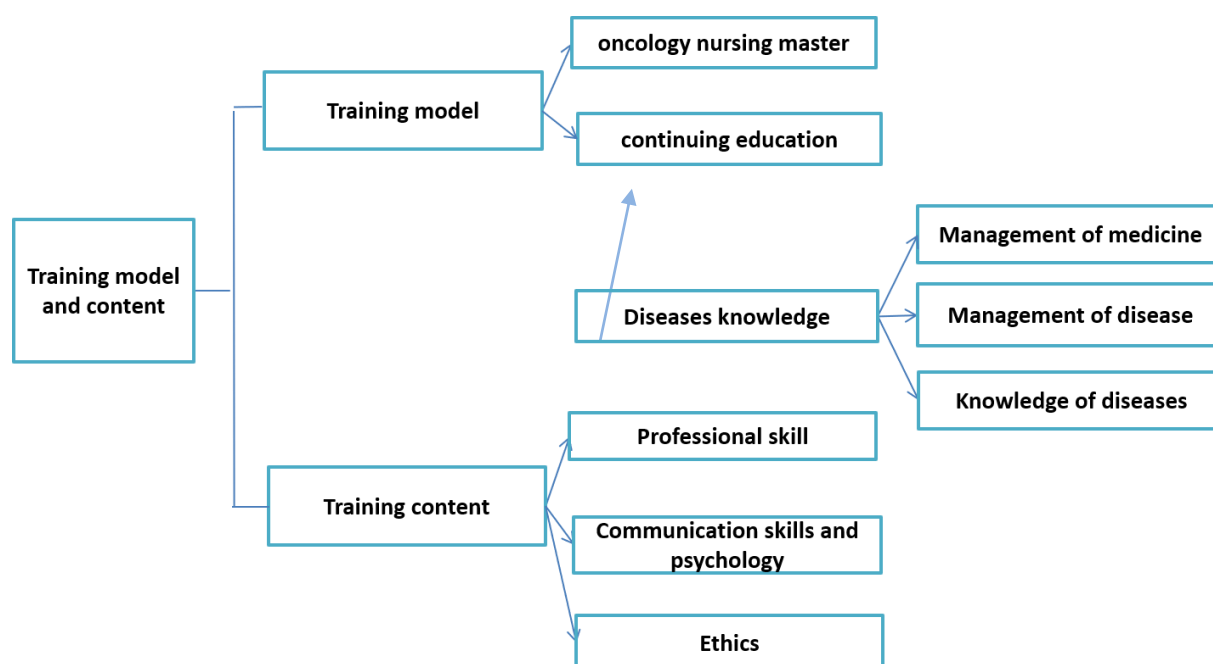 oncology nursing master
Training model
continuing education
Training model
and content
Management of medicine
Diseases knowledge
Management of disease
Knowledge of diseases
Professional skill
Training content
Communication skills and
psychology
Ethics